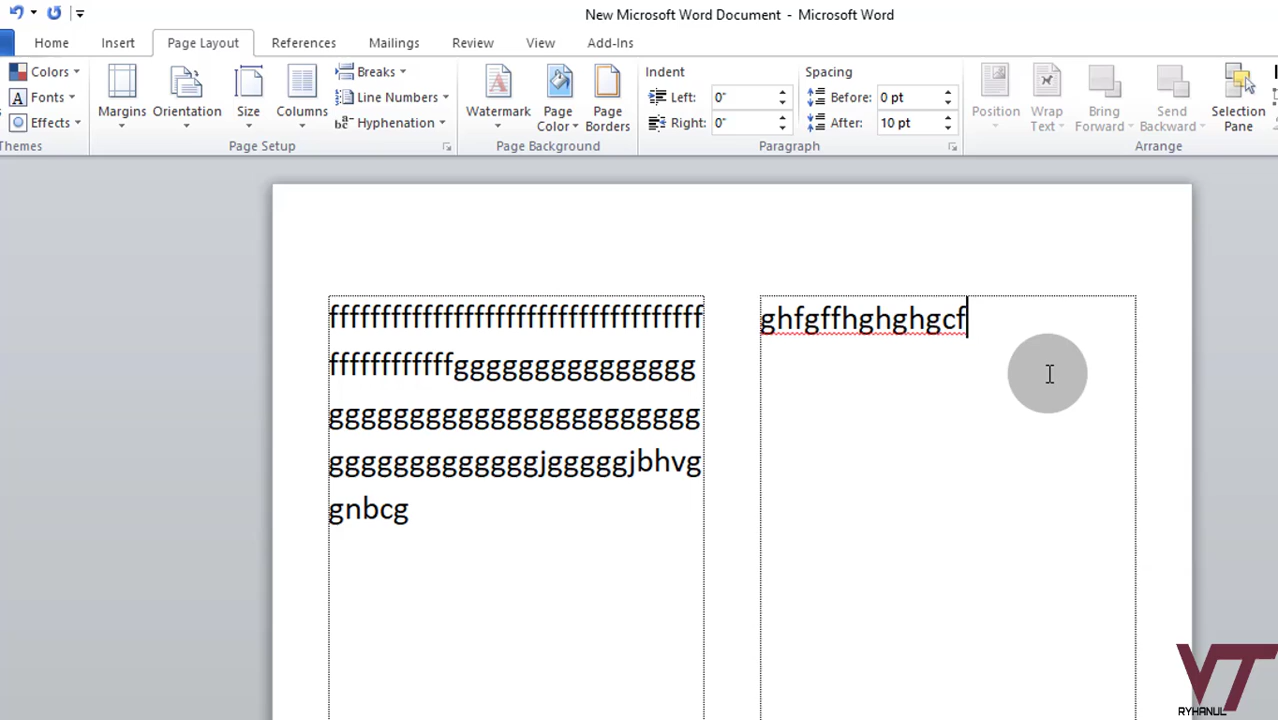 New Microsoft Word Document - Microsoft Word
Home Insert Page Layout References Mailings Review View Add-Ins
Colors
Fonts
Effects
Themes
Margins
Orientation
Size
Columns
Breaks
Line Numbers
Hyphenation
Page Setup
Watermark
Page Color
Page Borders
Page Background
Indent
Left: 0"
Right: 0"
Spacing
Before: 0 pt
After: 10 pt
Paragraph
Position
Wrap Text
Bring Forward
Send Backward
Selection Pane
Arrange
gnbcg
ghfgffhghghgcf
VT
RYHANUL